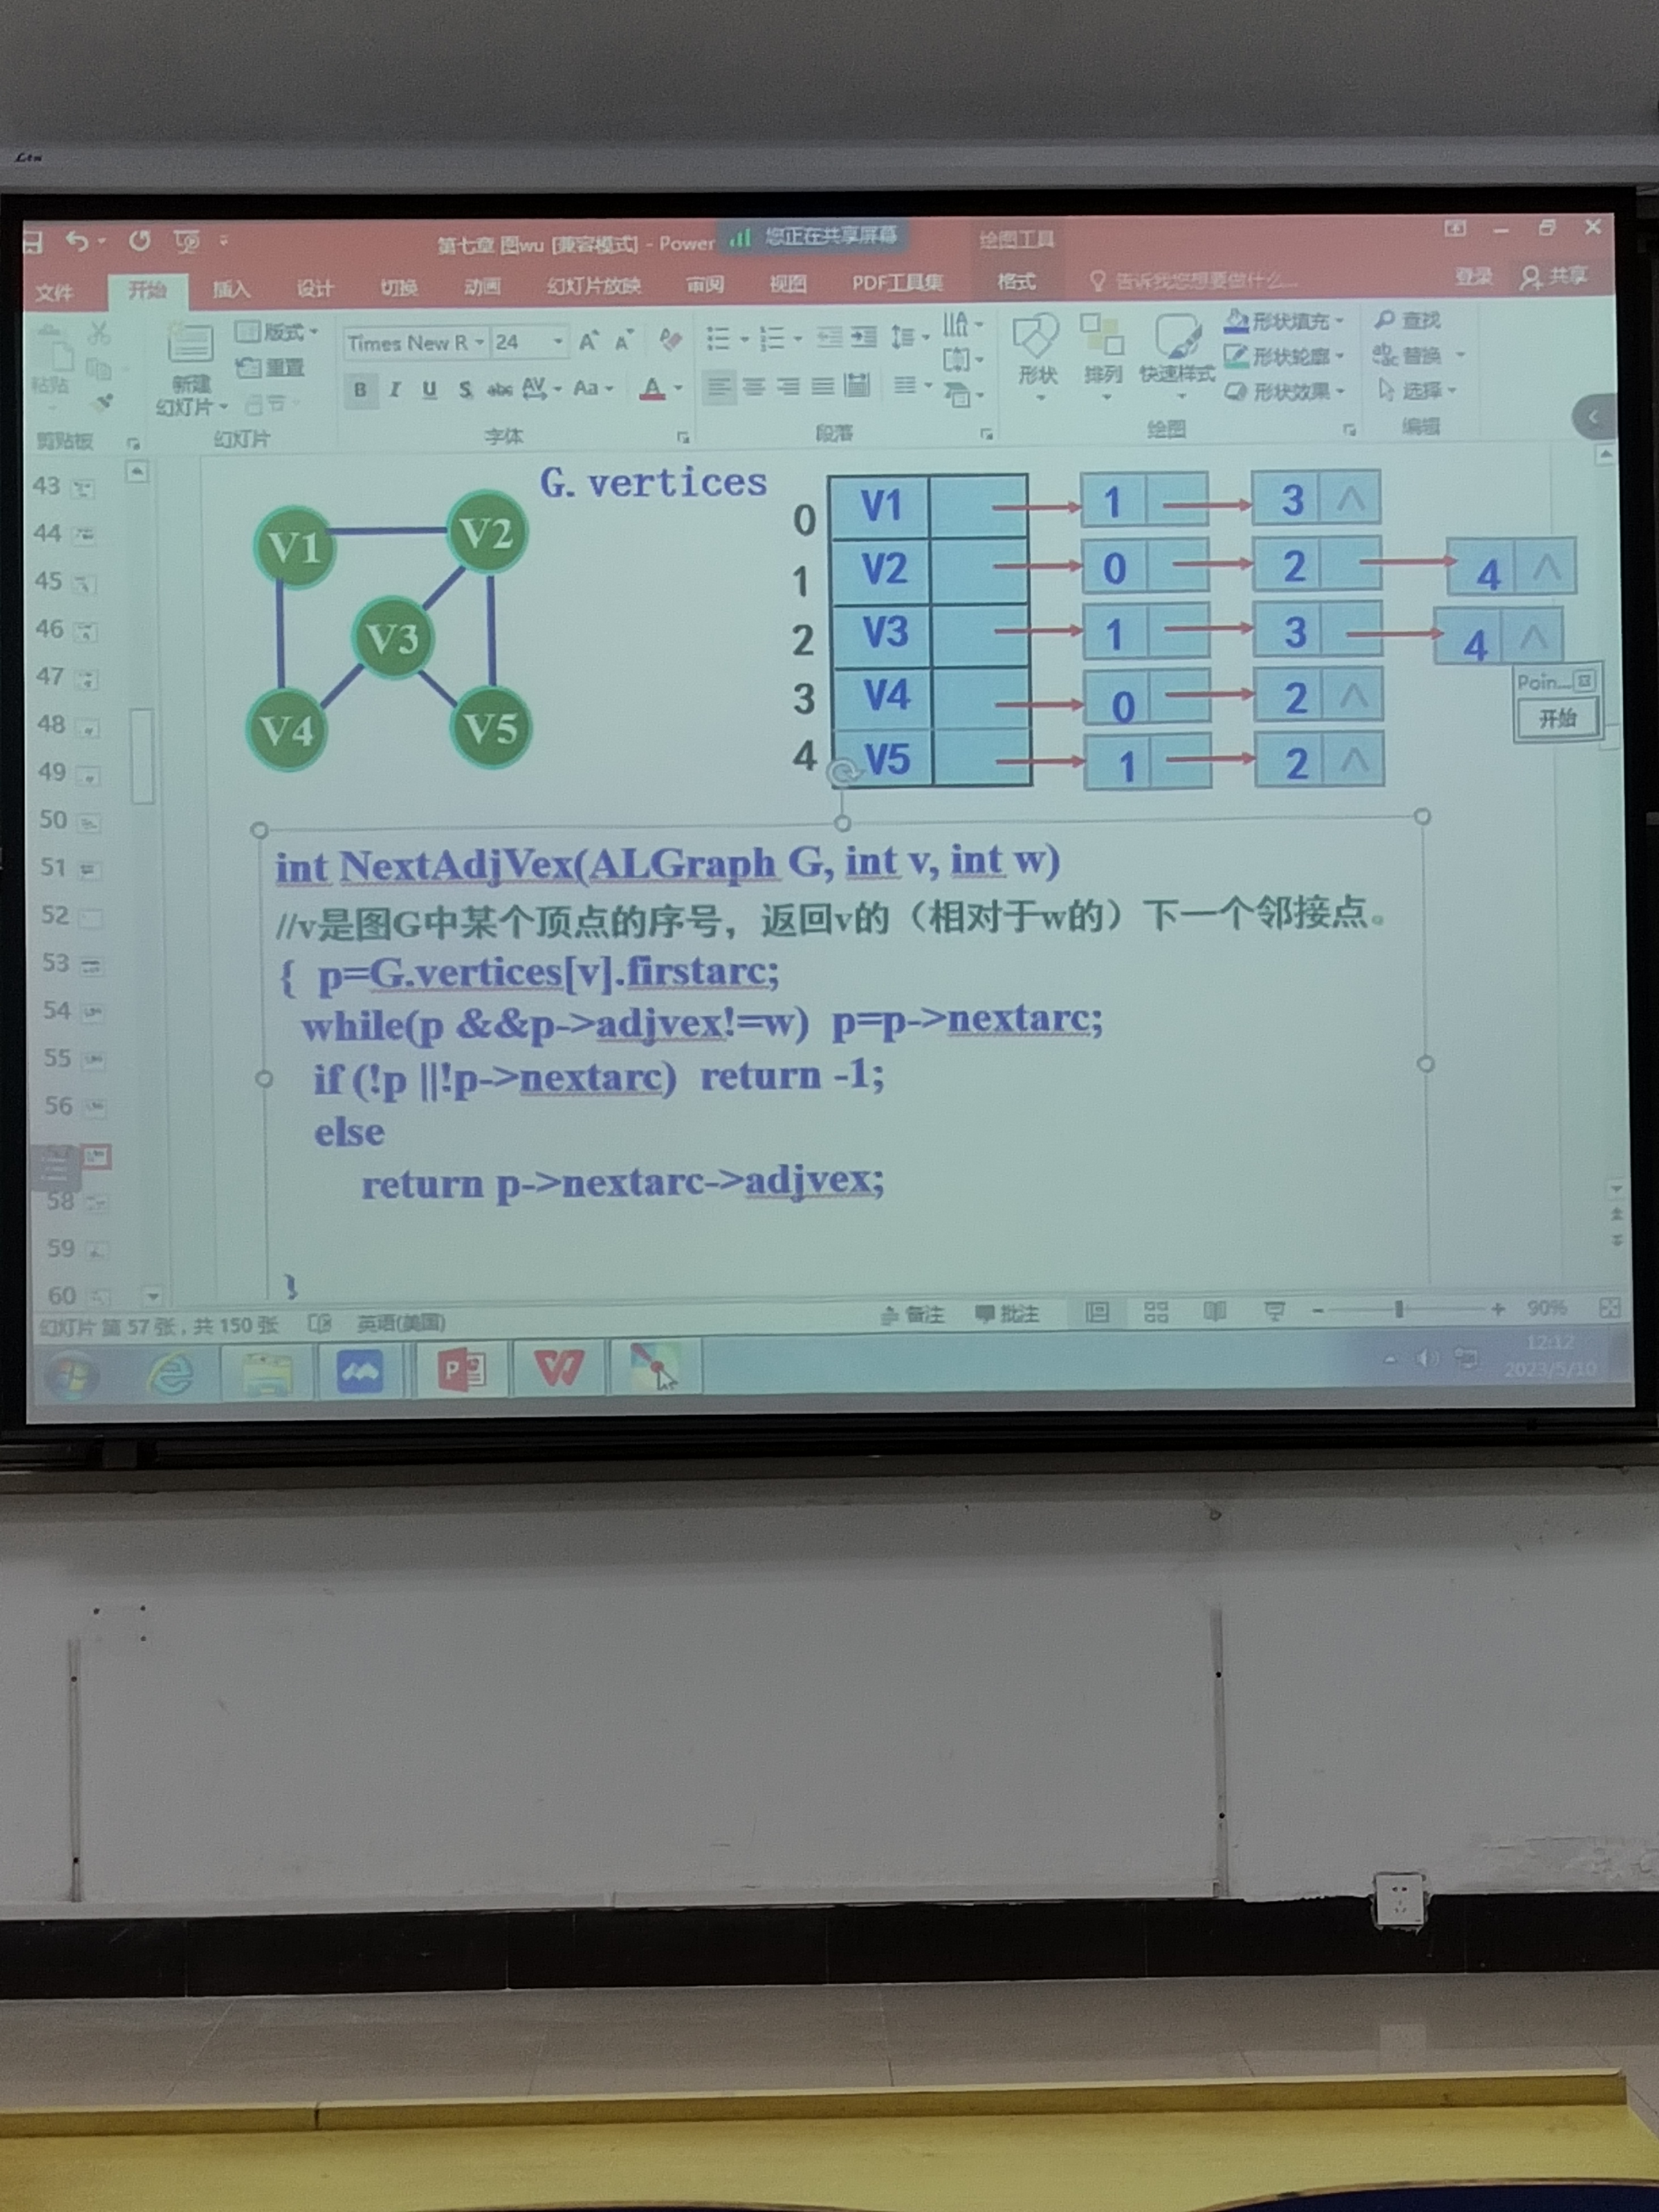 第七章 图wu [兼容模式] - Power
您正在共享屏幕
绘图工具
文件 开始 插入 设计 切换 动画 幻灯片放映 审阅 视图 PDF工具集 格式 告诉我您想要做什么... 登录 共享
粘贴
新建
幻灯片
版式
重置
节
Times New R 24
B I U S abc AV Aa A
形状 排列 快速样式
形状填充
形状轮廓
形状效果
查找
替换
选择
剪贴板 幻灯片 字体 段落 绘图 编辑
43
44
45
46
47
48
49
50
51
52
53
54
55
56
58
59
60
V1 V2
V3
V4 V5
G.vertices
0 V1 1 3 ∧
1 V2 0 2 4 ∧
2 V3 1 3 4 ∧
3 V4 0 2 ∧
4 V5 1 2 ∧
Poin...
开始
int NextAdjVex(ALGraph G, int v, int w)
//v是图G中某个顶点的序号，返回v的（相对于w的）下一个邻接点。
{ p=G.vertices[v].firstarc;
while(p &&p->adjvex!=w) p=p->nextarc;
if (!p ||!p->nextarc) return -1;
else
return p->nextarc->adjvex;
}
幻灯片 第 57 张，共 150 张 英语(美国) 备注 批注 90%
12:12
2023/5/10